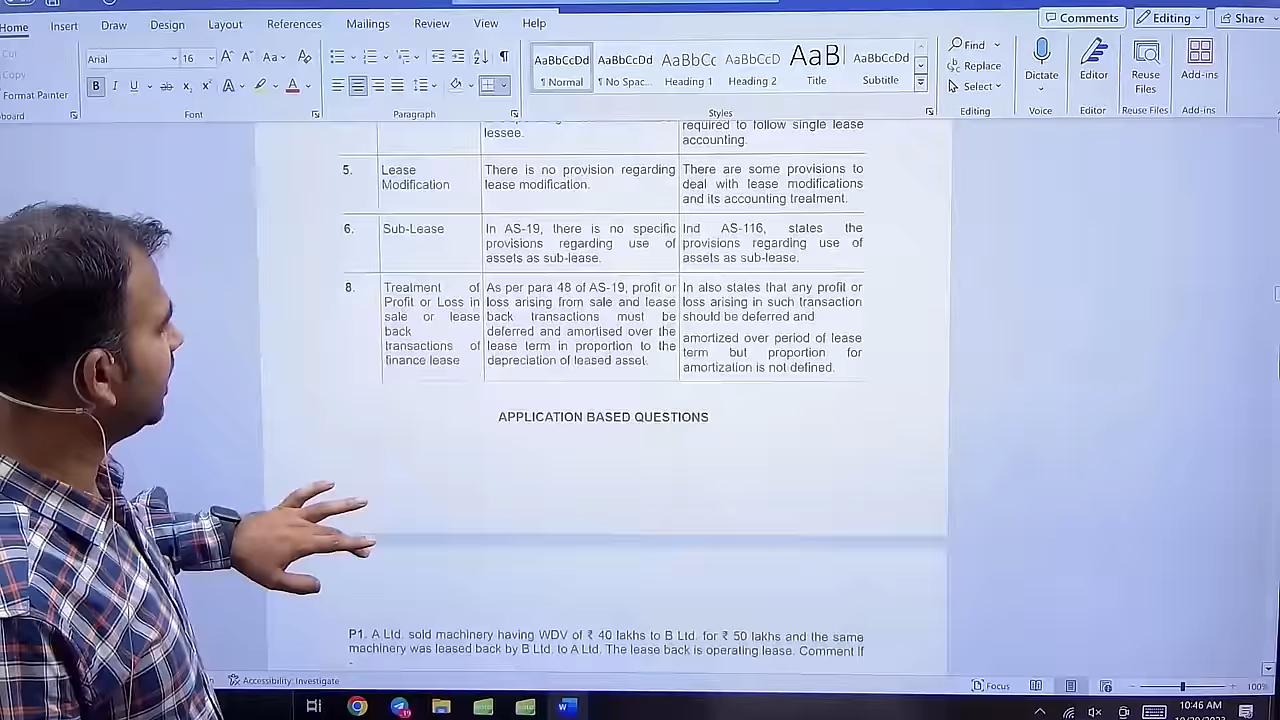 Home Insert Draw Design Layout References Mailings Review View Help
Comments Editing Share
Cut
Copy
Format Painter
Arial 16
Aa
B I U ab x₂ x² A A
AaBbCcDd AaBbCcDd AaBbCc AaBbCcD AaB AaBbCcDd
¶ Normal ¶ No Spac... Heading 1 Heading 2 Title Subtitle
Find
Replace
Select
Dictate
Editor
Reuse Files
Add-ins
board Font Paragraph Styles Editing Voice Editor Reuse Files Add-ins
lessee.
required to follow single lease
accounting.
5.
Lease
Modification
There is no provision regarding
lease modification.
There are some provisions to
deal with lease modifications
and its accounting treatment.
6.
Sub-Lease
In AS-19, there is no specific
provisions regarding use of
assets as sub-lease.
Ind AS-116, states the
provisions regarding use of
assets as sub-lease.
8.
Treatment of
Profit or Loss in
sale or lease
back
transactions of
finance lease
As per para 48 of AS-19, profit or
loss arising from sale and lease
back transactions must be
deferred and amortised over the
lease term in proportion to the
depreciation of leased asset.
In also states that any profit or
loss arising in such transaction
should be deferred and
amortized over period of lease
term but proportion for
amortization is not defined.
APPLICATION BASED QUESTIONS
P1. A Ltd. sold machinery having WDV of ₹ 40 lakhs to B Ltd. for ₹ 50 lakhs and the same
machinery was leased back by B Ltd. to A Ltd. The lease back is operating lease. Comment if
Accessibility: Investigate
Focus
100%
10:46 AM